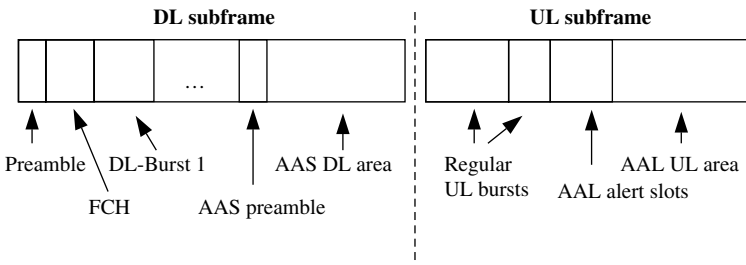 DL subframe
UL subframe
...
Preamble
DL-Burst 1
AAS DL area
FCH
AAS preamble
Regular
UL bursts
AAL UL area
AAL alert slots